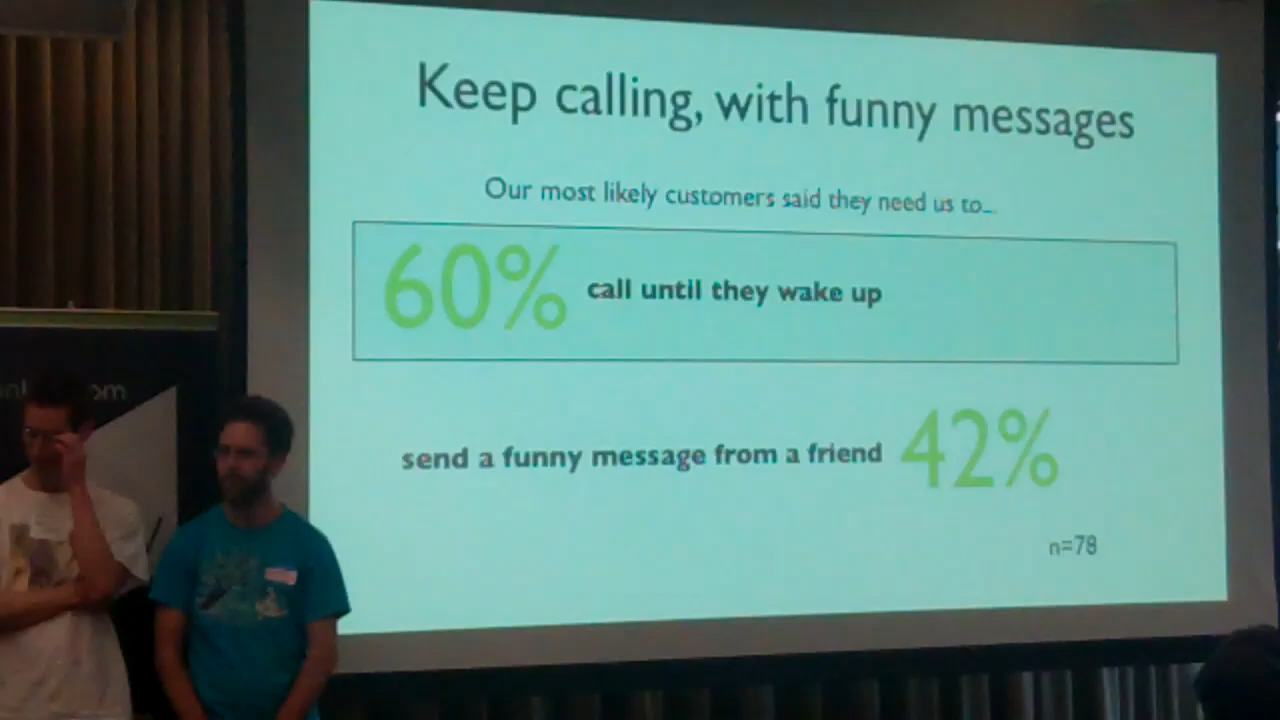 Keep calling, with funny messages
Our most likely customers said they need us to...
60% call until they wake up
send a funny message from a friend 42%
n=78